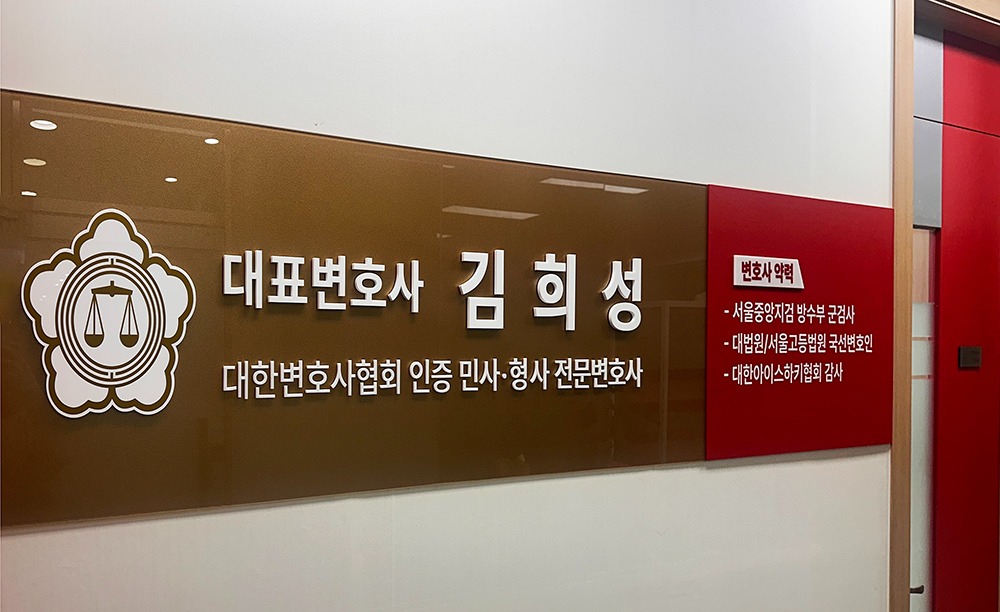 대표변호사 김희성
대한변호사협회 인증 민사·형사 전문변호사
변호사 약력
- 서울중앙지검 방수부 군검사
- 대법원/서울고등법원 국선변호인
- 대한아이스하키협회 감사